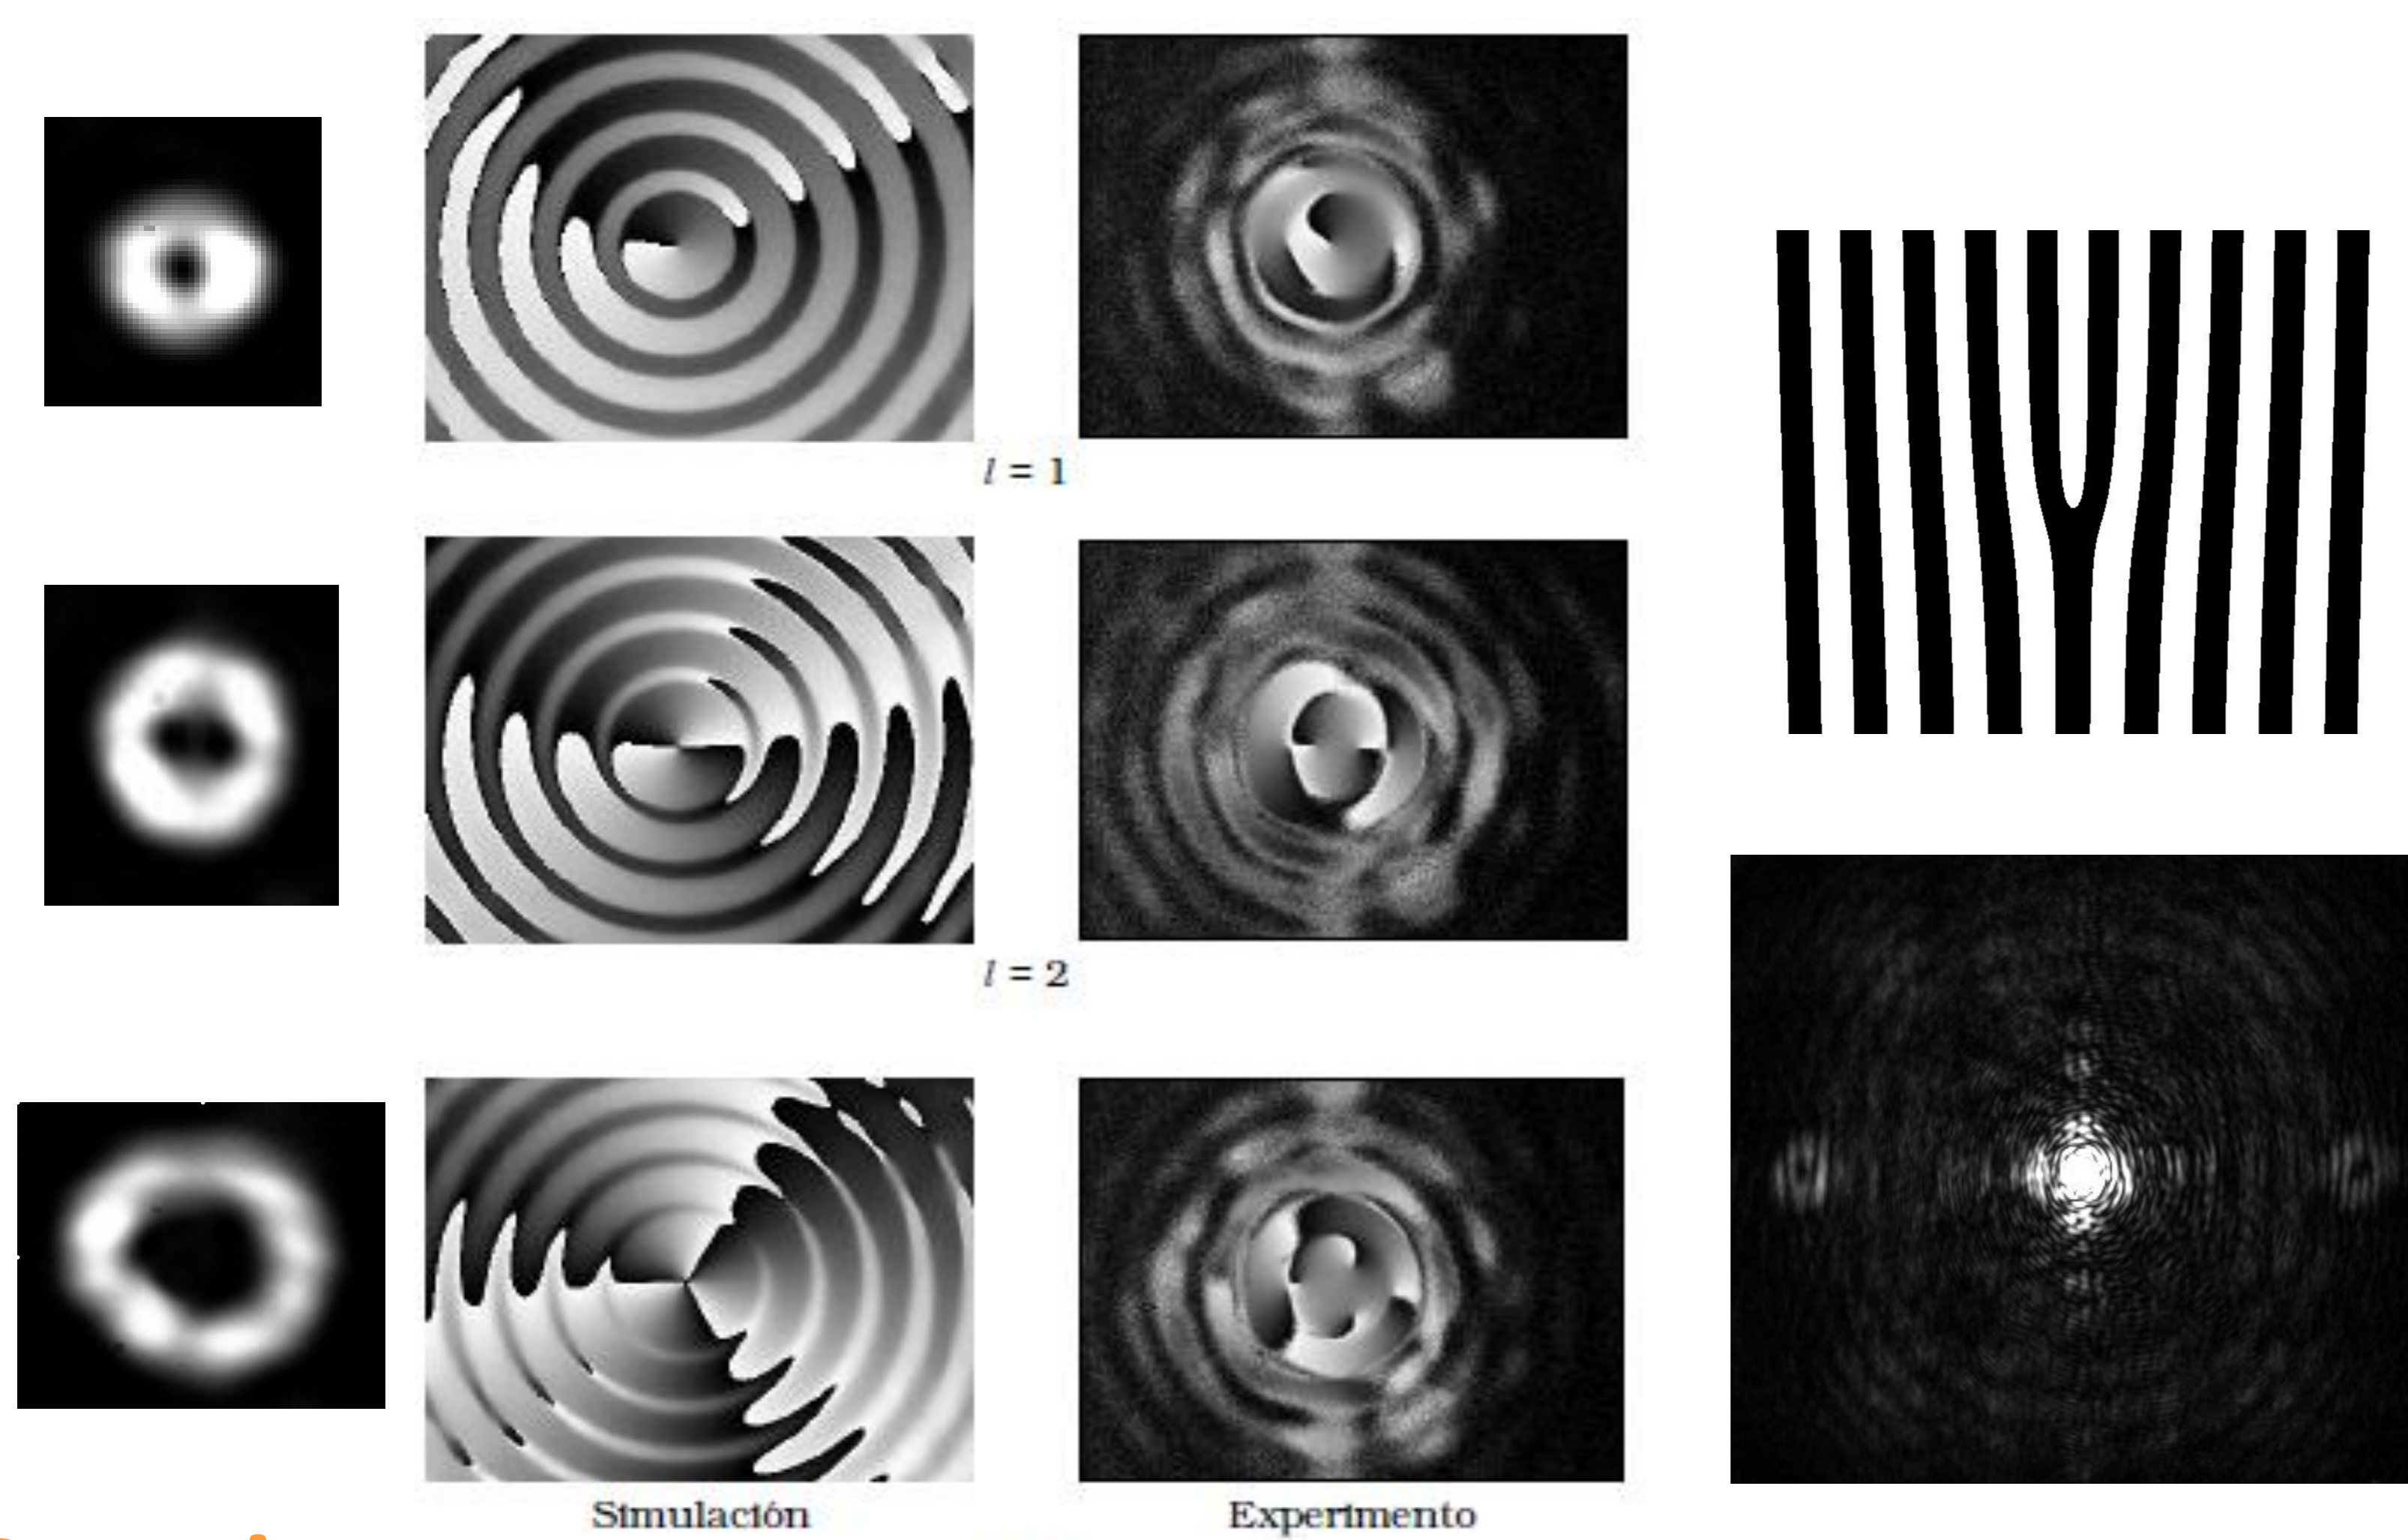 l = 1
l = 2
Simulación
Experimento